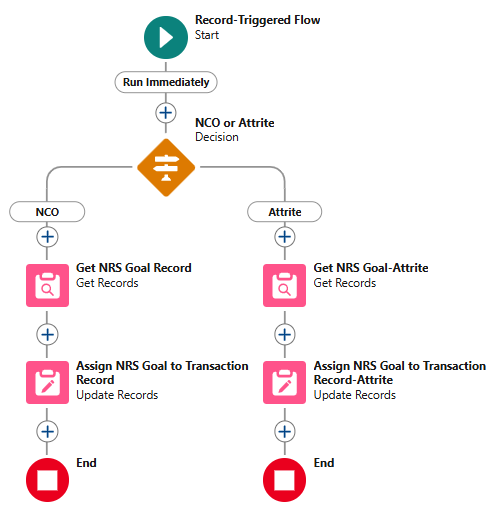 Record-Triggered Flow
Start
Run Immediately
NCO or Attrite
Decision
NCO
Attrite
Get NRS Goal Record
Get Records
Get NRS Goal-Attrite
Get Records
Assign NRS Goal to Transaction
Record
Update Records
Assign NRS Goal to Transaction
Record-Attrite
Update Records
End
End